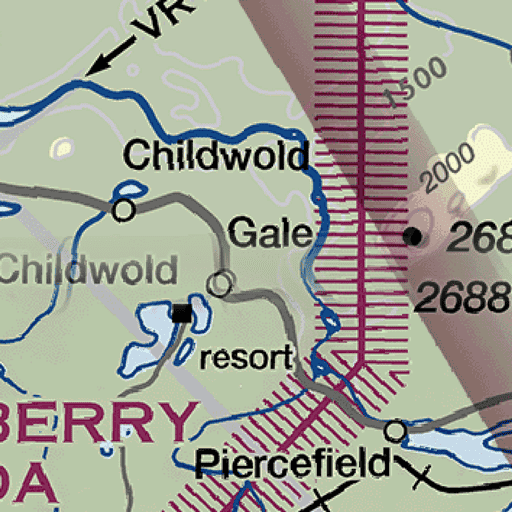 VR
1500
Childwold
2000
Gale
268
Childwold
2688
resort
BERRY
DA
Piercefield